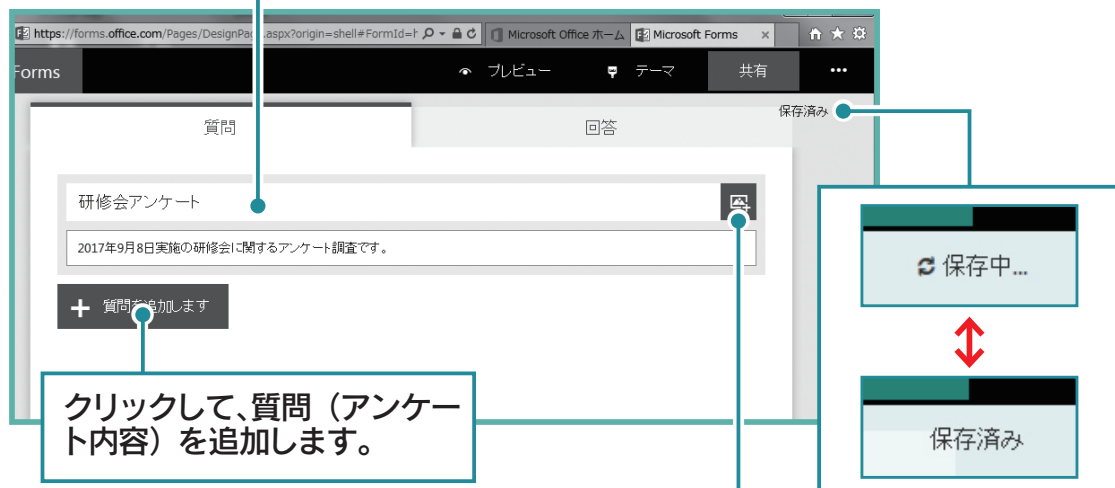 https://forms.office.com/Pages/DesignPage.aspx?origin=shell#FormId=h
Microsoft Office ホーム
Microsoft Forms
Forms
プレビュー
テーマ
共有
保存済み
質問
回答
研修会アンケート
2017年9月8日実施の研修会に関するアンケート調査です。
質問を追加します
クリックして、質問（アンケー
ト内容）を追加します。
保存中...
保存済み